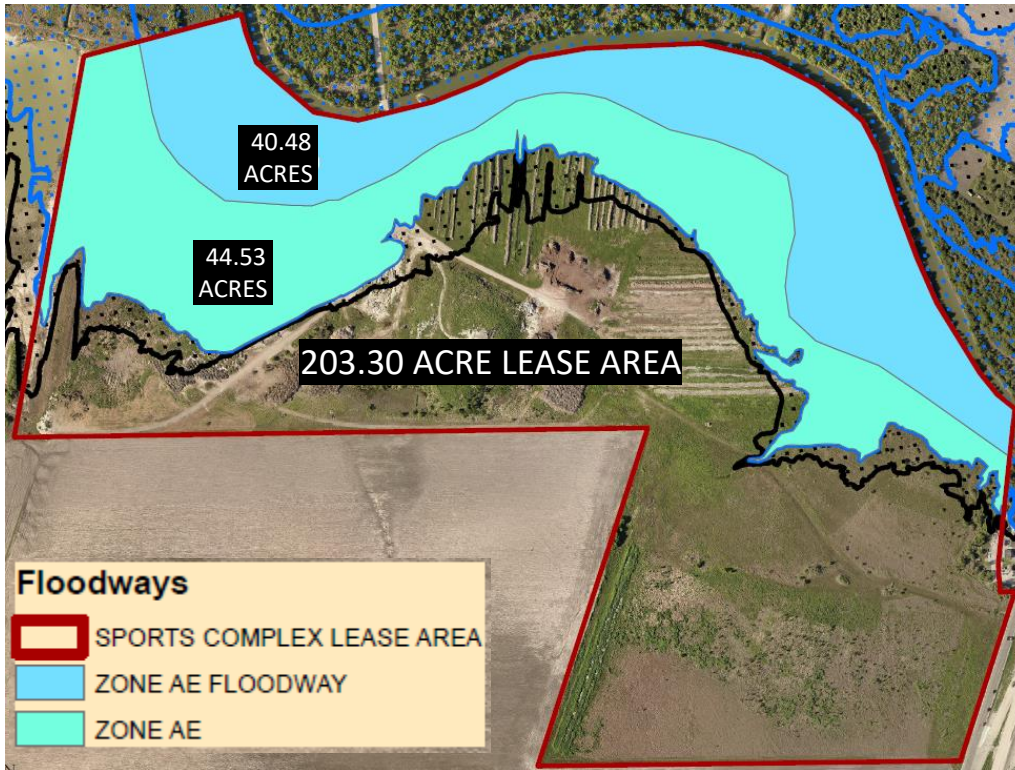 40.48
ACRES
44.53
ACRES
203.30 ACRE LEASE AREA
Floodways
SPORTS COMPLEX LEASE AREA
ZONE AE FLOODWAY
ZONE AE